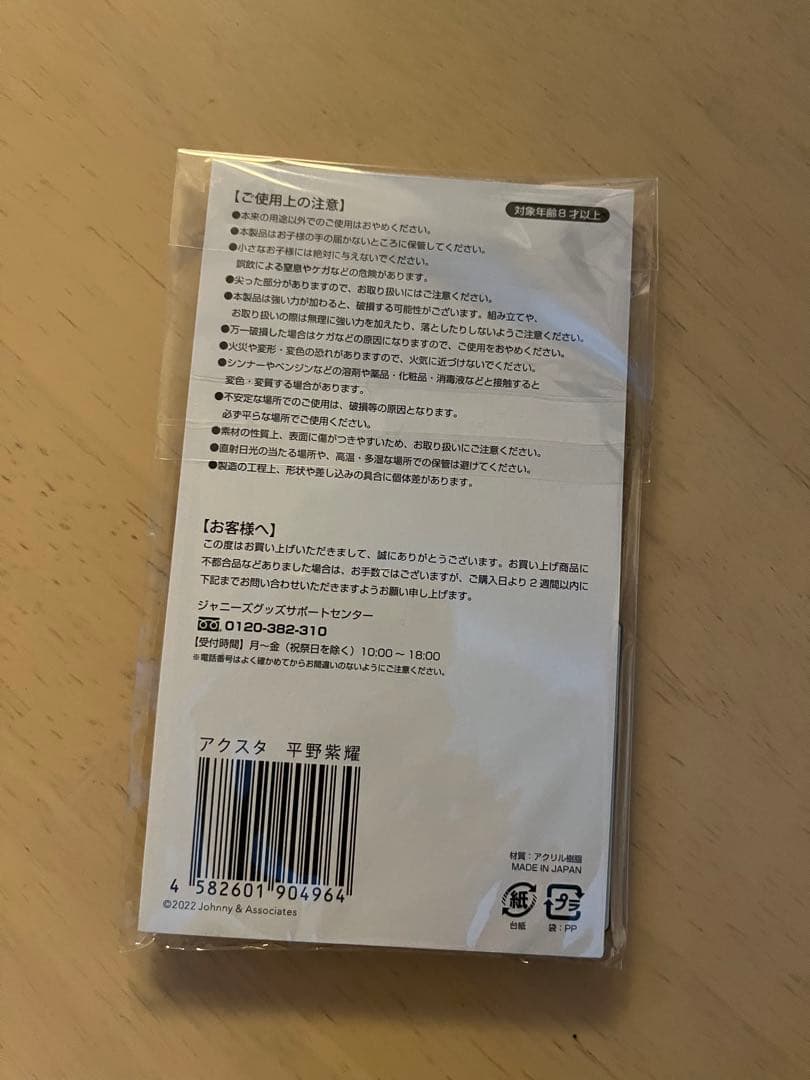 【ご使用上の注意】
対象年齢8才以上
●本来の用途以外でのご使用はおやめください。
●本製品はお子様の手の届かないところに保管してください。
●小さなお子様には絶対に与えないでください。
誤飲による窒息やケガなどの危険があります。
●尖った部分がありますので、お取り扱いにはご注意ください。
●本製品は強い力が加わると、破損する可能性がございます。組み立てや、
お取り扱いの際は無理に強い力を加えたり、落としたりしないようご注意ください。
●万一破損した場合はケガなどの原因になりますので、ご使用をおやめください。
●火災や変形・変色の恐れがありますので、火気に近づけないでください。
●シンナーやベンジンなどの溶剤や薬品・化粧品・消毒液などと接触すると
変色・変質する場合があります。
●不安定な場所でのご使用は、破損等の原因となります。
必ず平らな場所でご使用ください。
●素材の性質上、表面に傷がつきやすいため、お取り扱いにご注意ください。
●直射日光の当たる場所や、高温・多湿な場所での保管は避けてください。
●製造の工程上、形状や差し込みの具合に個体差があります。
【お客様へ】
この度はお買い上げいただきまして、誠にありがとうございます。お買い上げ商品に
不都合品などありました場合は、お手数ではございますが、ご購入日より2週間以内に
下記までお問い合わせいただきますようお願い申し上げます。
ジャニーズグッズサポートセンター
0120-382-310
【受付時間】月〜金（祝祭日を除く）10:00〜18:00
※電話番号はよく確かめてからお間違いのないようにご注意ください。
アクスタ 平野紫耀
4 582601 904964
©2022 Johnny & Associates
材質：アクリル樹脂
MADE IN JAPAN
紙 プラ
台紙 袋：PP